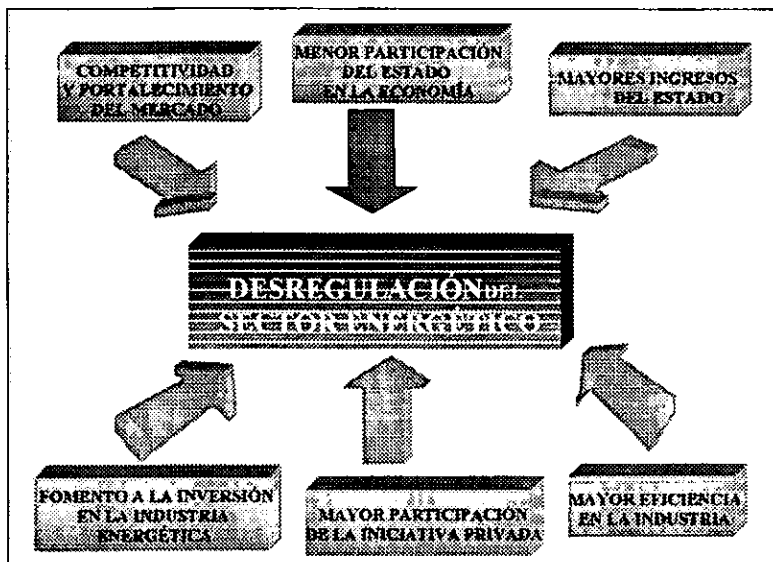 COMPETITIVIDAD
Y FORTALECIMIENTO
DEL MERCADO
MENOR PARTICIPACIÓN
DEL ESTADO
EN LA ECONOMÍA
MAYORES INGRESOS
DEL ESTADO
DESREGULACIÓN DEL
SECTOR ENERGÉTICO
FOMENTO A LA INVERSIÓN
EN LA INDUSTRIA
ENERGÉTICA
MAYOR PARTICIPACIÓN
DE LA INICIATIVA PRIVADA
MAYOR EFICIENCIA
EN LA INDUSTRIA